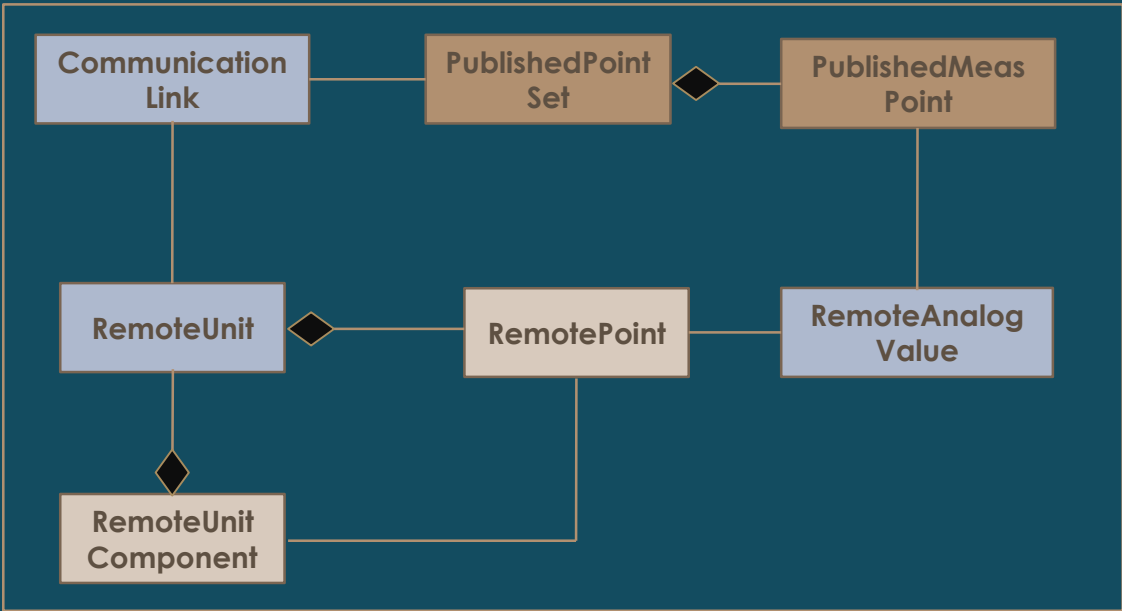 Communication
Link
PublishedPoint
Set
PublishedMeas
Point
RemoteUnit
RemotePoint
RemoteAnalog
Value
RemoteUnit
Component